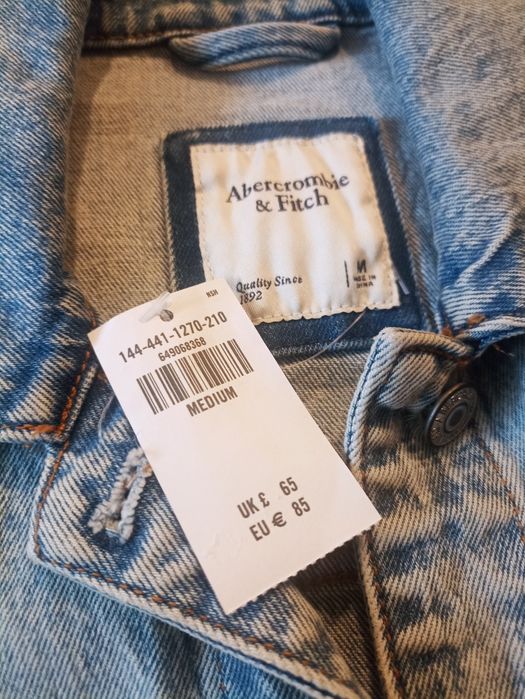 Abercrombie
& Fitch
Quality Since
1892
M
MADE IN
CHINA
NSH
144-441-1270-210
649068368
MEDIUM
UK £ 65
EU € 85